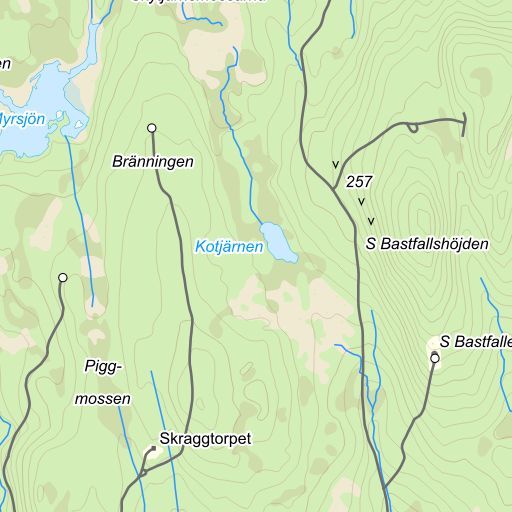 Myrsjön
Bränningen
257
Kotjärnen
S Bastfallshöjden
S Bastfalle
Pigg-
mossen
Skraggtorpet